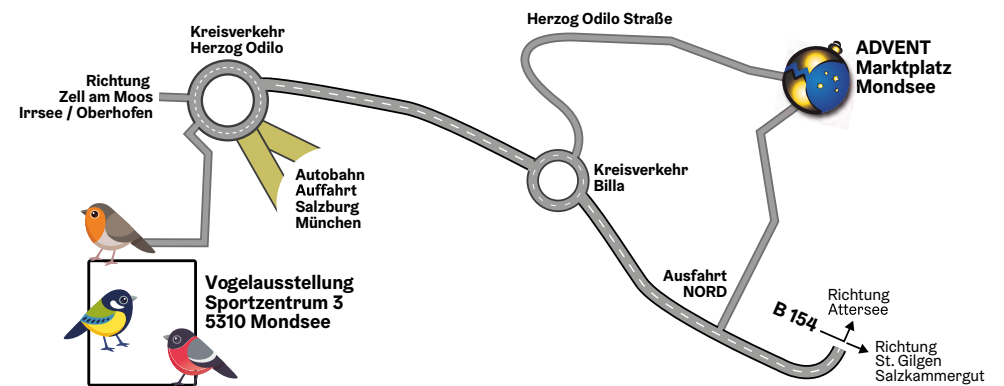 Herzog Odilo Straße
Kreisverkehr
Herzog Odilo
ADVENT
Marktplatz
Mondsee
Richtung
Zell am Moos
Irrsee / Oberhofen
Autobahn
Auffahrt
Salzburg
München
Kreisverkehr
Billa
Vogelausstellung
Sportzentrum 3
5310 Mondsee
Ausfahrt
NORD
B 154
Richtung
Attersee
Richtung
St. Gilgen
Salzkammergut